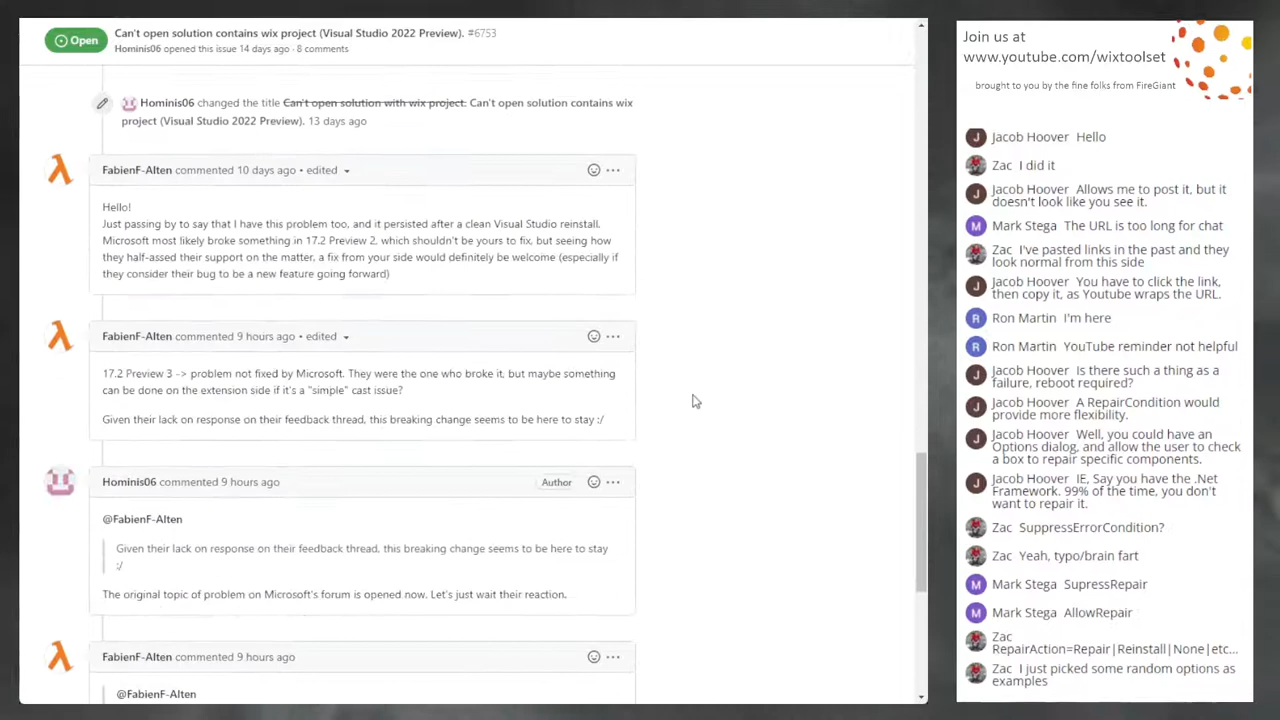 Open
Can't open solution contains wix project (Visual Studio 2022 Preview). #6753
Hominis06 opened this issue 14 days ago · 8 comments
Hominis06 changed the title Can't open solution with wix project. Can't open solution contains wix
project (Visual Studio 2022 Preview). 13 days ago
FabienF-Alten commented 10 days ago • edited
Hello!
Just passing by to say that I have this problem too, and it persisted after a clean Visual Studio reinstall.
Microsoft most likely broke something in 17.2 Preview 2, which shouldn't be yours to fix, but seeing how
they half-assed their support on the matter, a fix from your side would definitely be welcome (especially if
they consider their bug to be a new feature going forward)
FabienF-Alten commented 9 hours ago • edited
17.2 Preview 3 -> problem not fixed by Microsoft. They were the one who broke it, but maybe something
can be done on the extension side if it's a "simple" cast issue?
Given their lack on response on their feedback thread, this breaking change seems to be here to stay :/
Hominis06 commented 9 hours ago
Author
@FabienF-Alten
Given their lack on response on their feedback thread, this breaking change seems to be here to stay
:/
The original topic of problem on Microsoft's forum is opened now. Let's just wait their reaction.
FabienF-Alten commented 9 hours ago
@FabienF-Alten
Join us at
www.youtube.com/wixtoolset
brought to you by the fine folks from FireGiant
J Jacob Hoover Hello
Zac I did it
J Jacob Hoover Allows me to post it, but it
doesn't look like you see it.
M Mark Stega The URL is too long for chat
Zac I've pasted links in the past and they
look normal from this side
J Jacob Hoover You have to click the link,
then copy it, as Youtube wraps the URL.
R Ron Martin I'm here
R Ron Martin YouTube reminder not helpful
J Jacob Hoover Is there such a thing as a
failure, reboot required?
J Jacob Hoover A RepairCondition would
provide more flexibility.
J Jacob Hoover Well, you could have an
Options dialog, and allow the user to check
a box to repair specific components.
J Jacob Hoover IE, Say you have the .Net
Framework. 99% of the time, you don't
want to repair it.
Zac SuppressErrorCondition?
Zac Yeah, typo/brain fart
M Mark Stega SupressRepair
M Mark Stega AllowRepair
Zac
RepairAction=Repair|Reinstall|None|etc...
Zac I just picked some random options as
examples